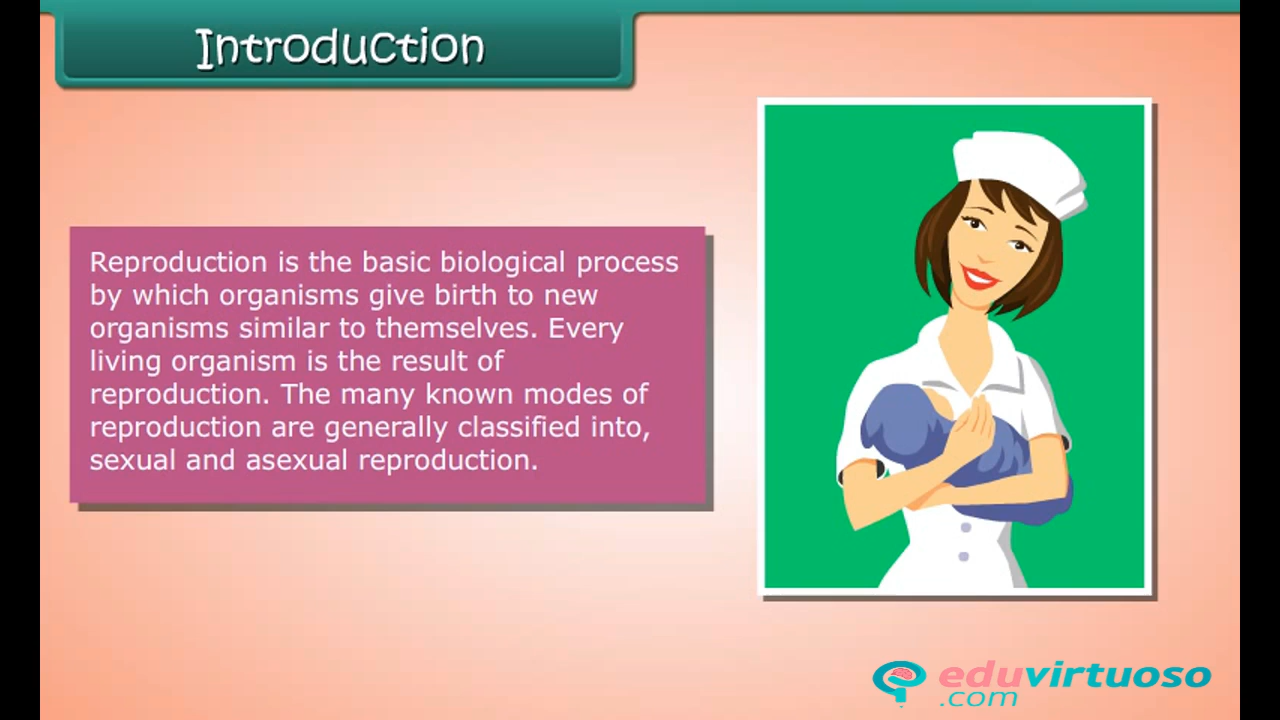 Introduction
Reproduction is the basic biological process
by which organisms give birth to new
organisms similar to themselves. Every
living organism is the result of
reproduction. The many known modes of
reproduction are generally classified into,
sexual and asexual reproduction.
eduvirtuoso
.com